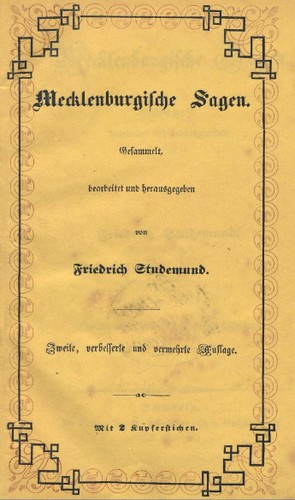 Mecklenburgische Sagen.
Gesammelt,
bearbeitet und herausgegeben
von
Friedrich Studemund.
Zweite, verbesserte und vermehrte Auflage.
Mit 2 Kupferstichen.